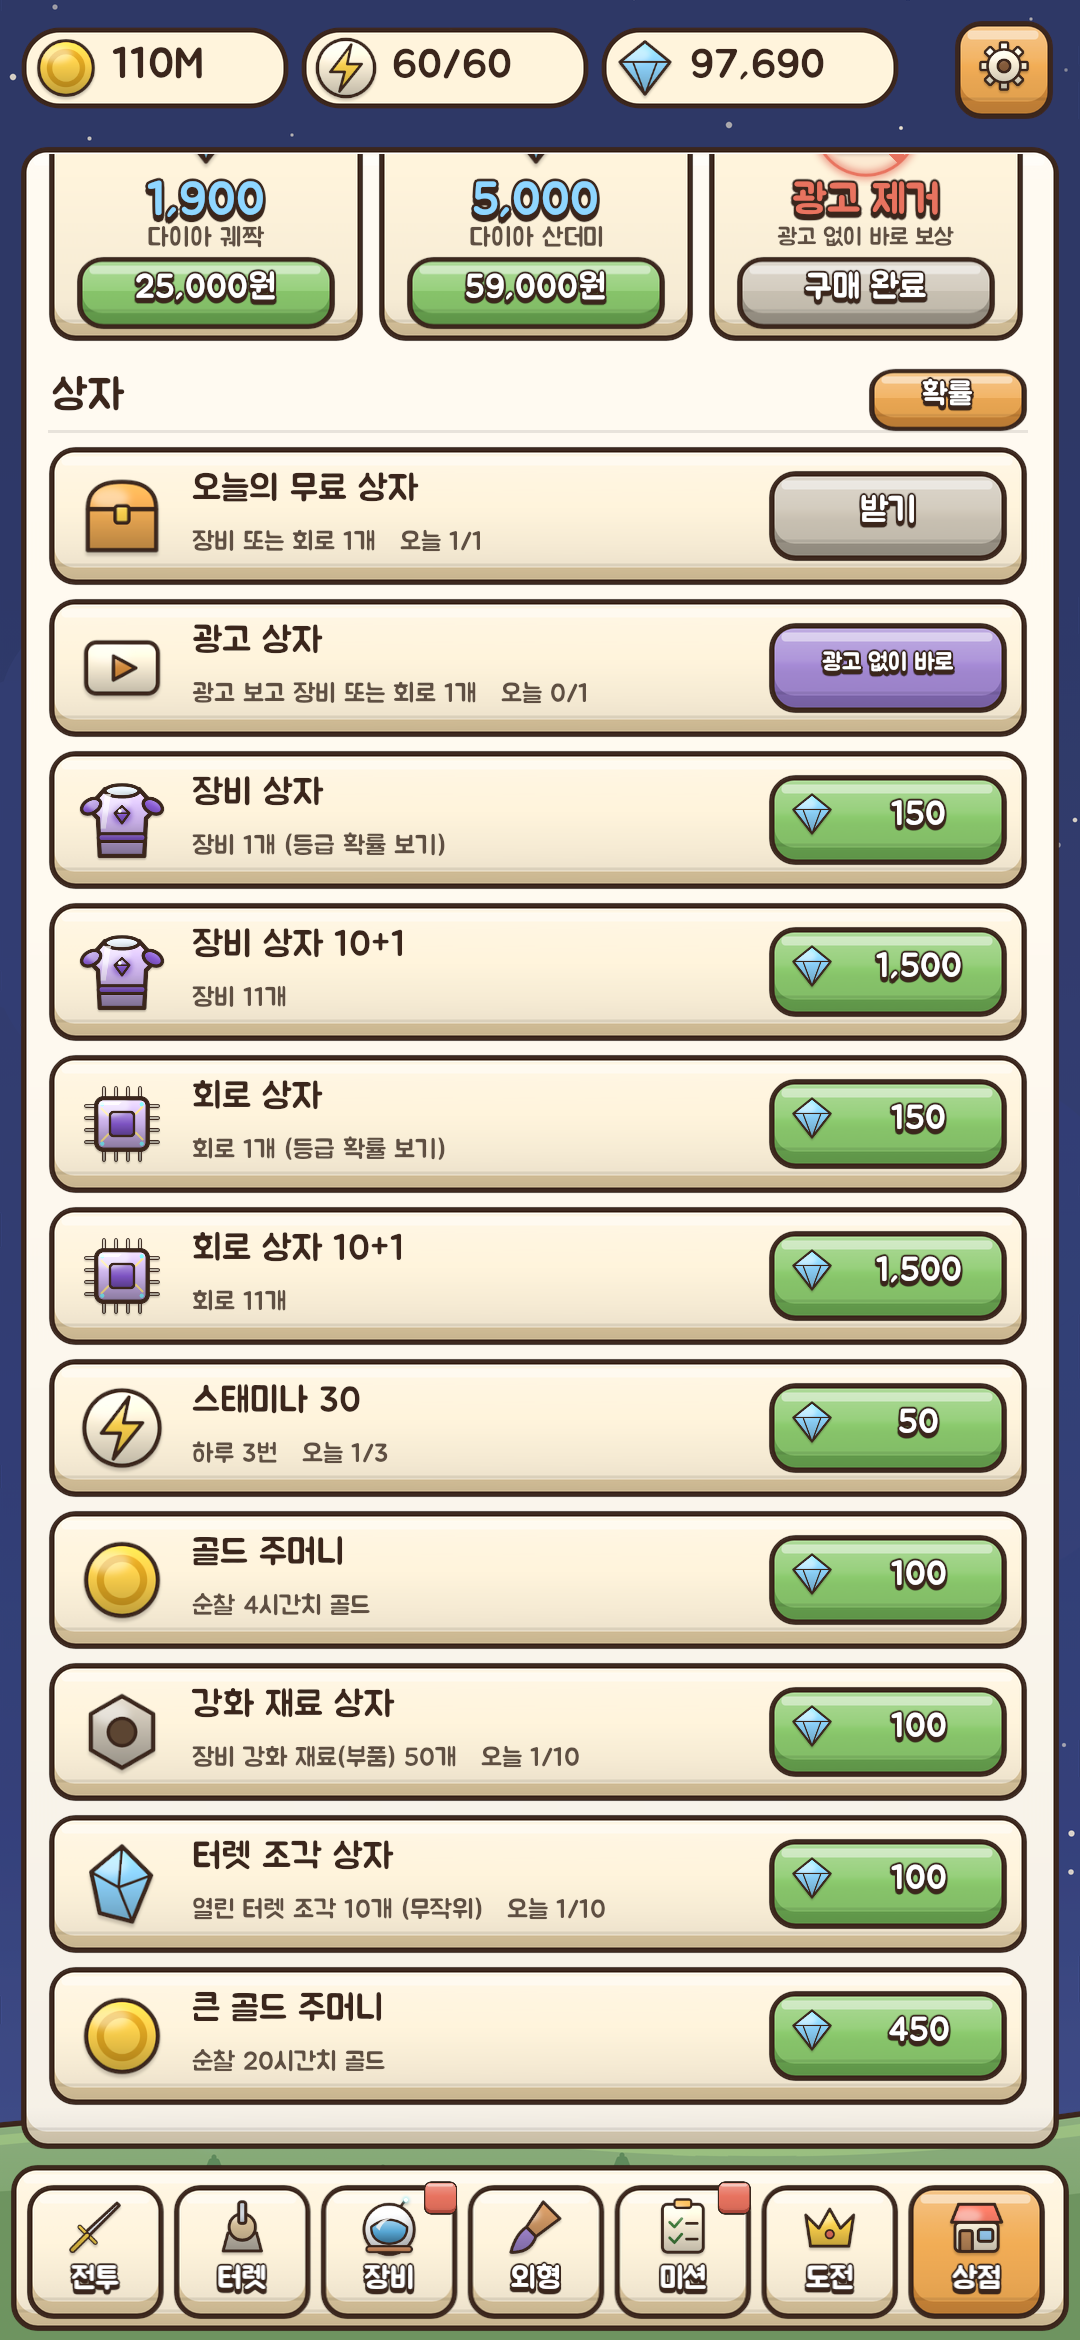 110M
60/60
97,690
1,900
다이아 궤짝
25,000원
5,000
다이아 산더미
59,000원
광고 제거
광고 없이 바로 보상
구매 완료
상자
확률
오늘의 무료 상자
장비 또는 회로 1개 오늘 1/1
받기
광고 상자
광고 보고 장비 또는 회로 1개 오늘 0/1
광고 없이 바로
장비 상자
장비 1개 (등급 확률 보기)
150
장비 상자 10+1
장비 11개
1,500
회로 상자
회로 1개 (등급 확률 보기)
150
회로 상자 10+1
회로 11개
1,500
스태미나 30
하루 3번 오늘 1/3
50
골드 주머니
순찰 4시간치 골드
100
강화 재료 상자
장비 강화 재료(부품) 50개 오늘 1/10
100
터렛 조각 상자
열린 터렛 조각 10개 (무작위) 오늘 1/10
100
큰 골드 주머니
순찰 20시간치 골드
450
전투
터렛
장비
외형
미션
도전
상점